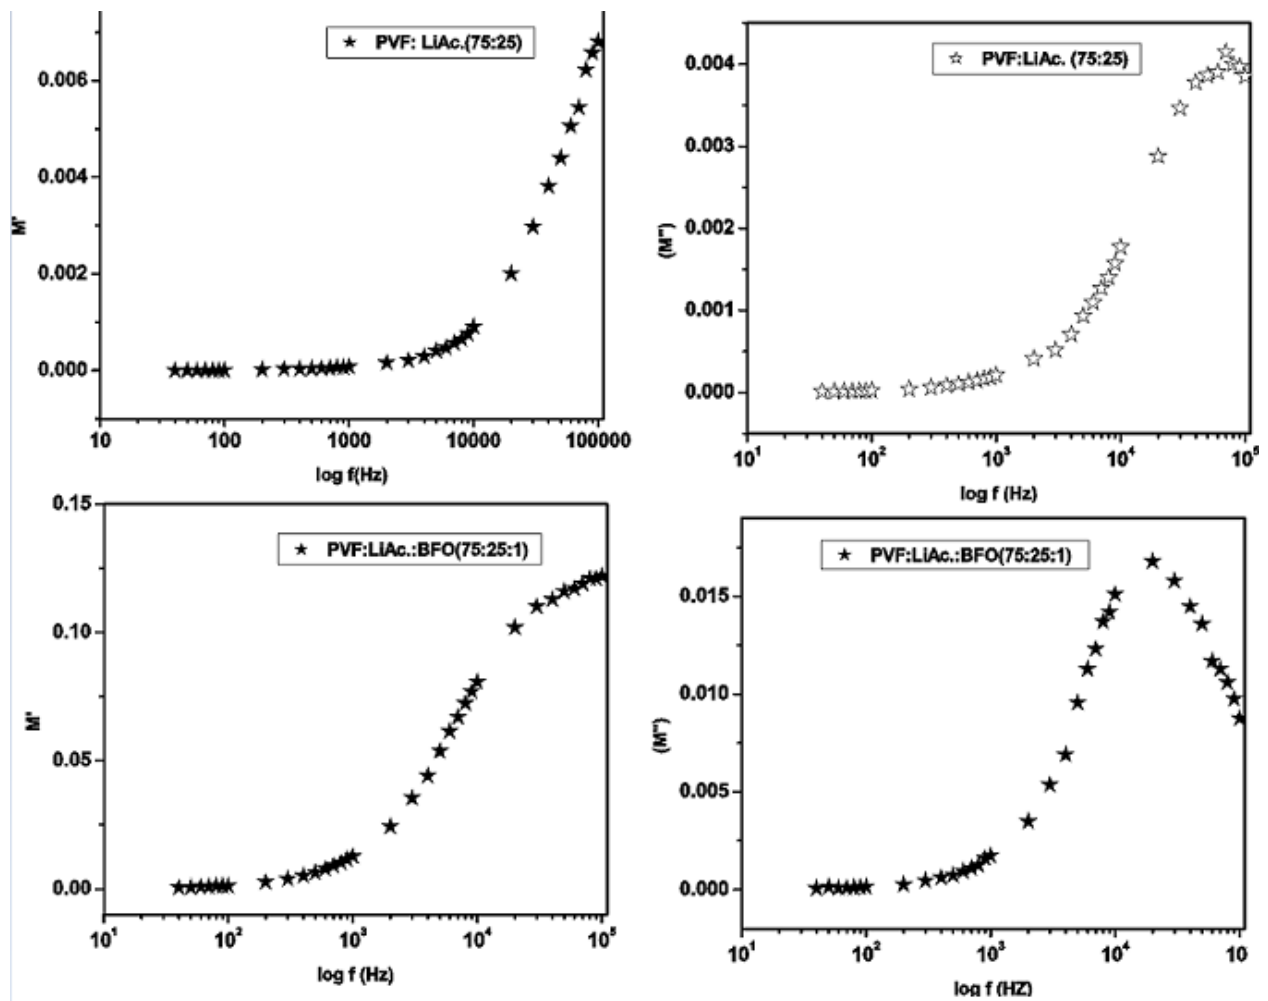 PVF: LiAc.(75:25)
0.006
0.004
0.002
0.000
M'
10 100 1000 10000 100000
log f(Hz)
PVF:LiAc. (75:25)
0.004
0.003
0.002
0.001
0.000
(M'')
10¹ 10² 10³ 10⁴ 10⁵
log f (Hz)
PVF:LiAc.:BFO(75:25:1)
0.15
0.10
0.05
0.00
M'
10¹ 10² 10³ 10⁴ 10⁵
log f (Hz)
PVF:LiAc.:BFO(75:25:1)
0.015
0.010
0.005
0.000
(M'')
10¹ 10² 10³ 10⁴ 10
log f (HZ)